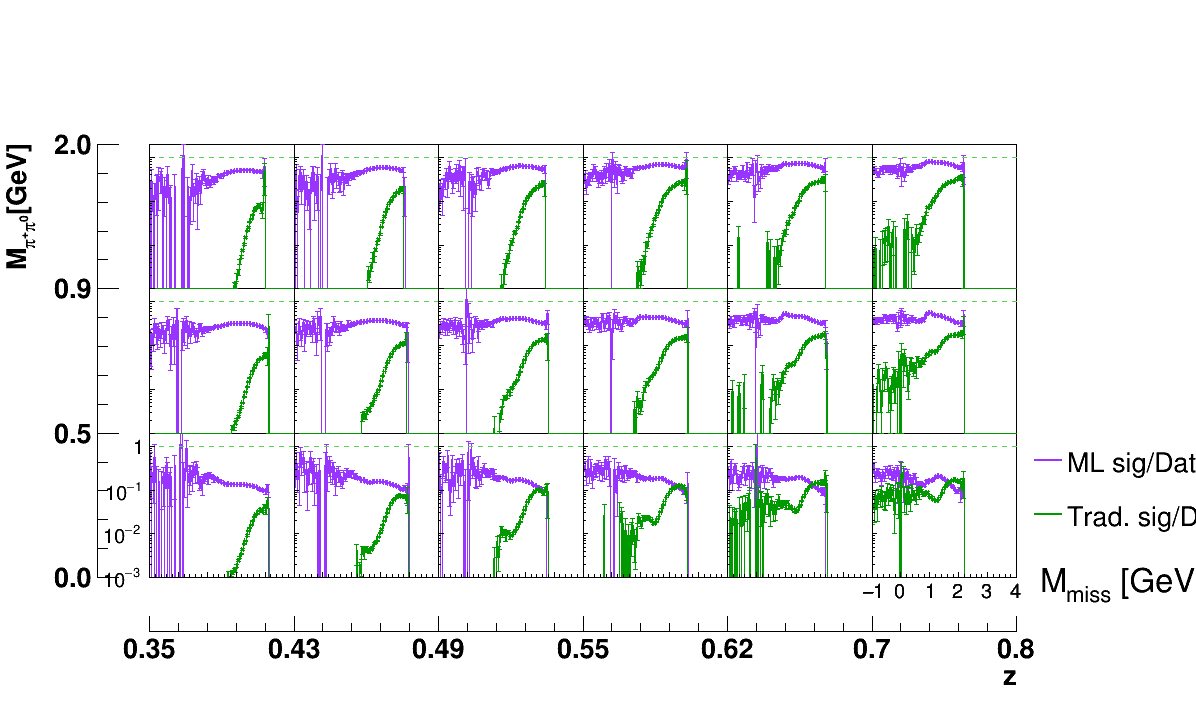 2.0
M_{π⁺π⁰}[GeV]
0.9
0.5
1
10⁻¹
10⁻²
10⁻³
0.0
ML sig/Dat
Trad. sig/D
−1 0 1 2 3 4
M_{miss} [GeV
0.35 0.43 0.49 0.55 0.62 0.7 0.8
z